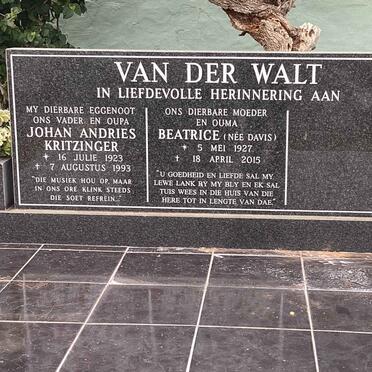 VAN DER WALT
IN LIEFDEVOLLE HERINNERING AAN
MY DIERBARE EGGENOOT
ONS VADER EN OUPA
JOHAN ANDRIES
KRITZINGER
16 JULIE 1923
✝ 7 AUGUSTUS 1993
"DIE MUSIEK HOU OP, MAAR
IN ONS ORE KLINK STEEDS
DIE SOET REFREIN..."
ONS DIERBARE MOEDER
EN OUMA
BEATRICE (NÉE DAVIS)
5 MEI 1927
✝ 18 APRIL 2015
"U GOEDHEID EN LIEFDE SAL MY
LEWE LANK BY MY BLY EN EK SAL
TUIS WEES IN DIE HUIS VAN DIE
HERE TOT IN LENGTE VAN DAE."